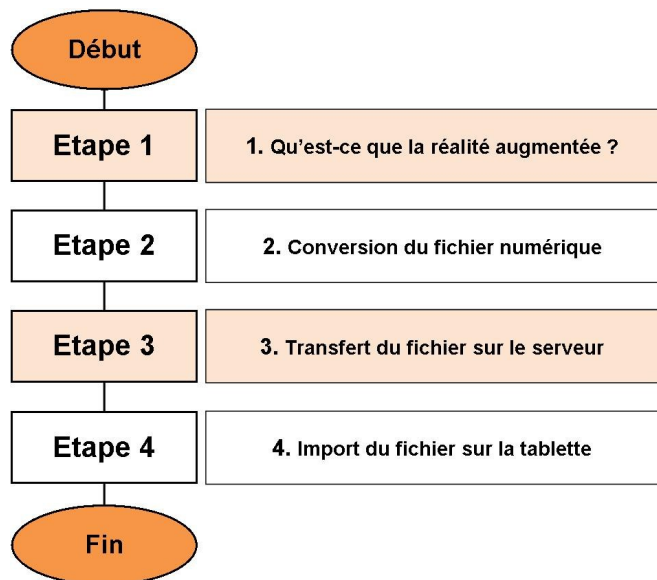 Début
Etape 1
1. Qu'est-ce que la réalité augmentée ?
Etape 2
2. Conversion du fichier numérique
Etape 3
3. Transfert du fichier sur le serveur
Etape 4
4. Import du fichier sur la tablette
Fin